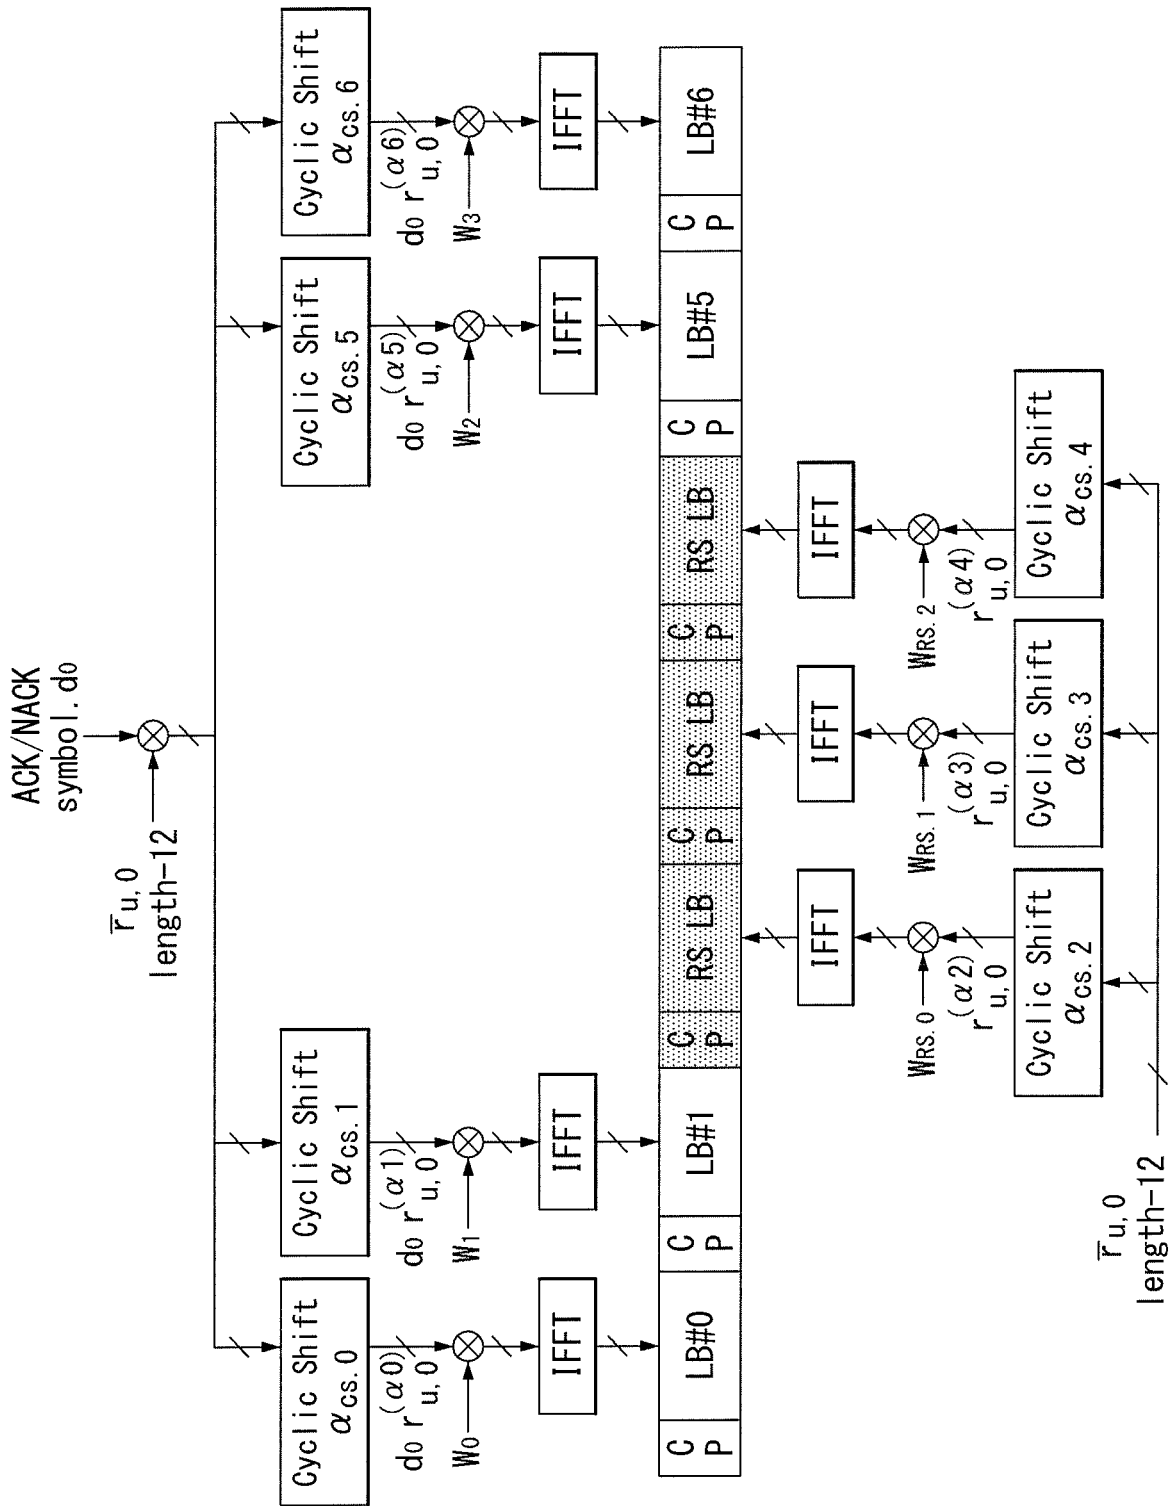 ACK/NACK
symbol.d0
r̄u,0
length-12
Cyclic Shift
αcs.0
Cyclic Shift
αcs.1
Cyclic Shift
αcs.5
Cyclic Shift
αcs.6
d0 r(α0)u,0
d0 r(α1)u,0
d0 r(α5)u,0
d0 r(α6)u,0
W0
W1
W2
W3
IFFT
IFFT
IFFT
IFFT
CP
LB#0
CP
LB#1
CP
RS LB
CP
RS LB
CP
RS LB
CP
LB#5
CP
LB#6
IFFT
IFFT
IFFT
WRS.0
WRS.1
WRS.2
r(α2)u,0
r(α3)u,0
r(α4)u,0
Cyclic Shift
αcs.2
Cyclic Shift
αcs.3
Cyclic Shift
αcs.4
r̄u,0
length-12